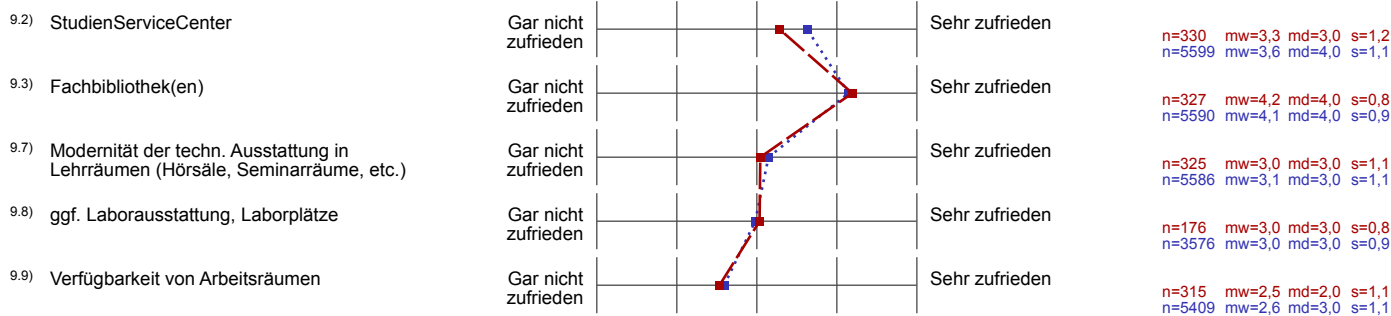 9.2) StudienServiceCenter
Gar nicht
zufrieden
Sehr zufrieden
n=330 mw=3,3 md=3,0 s=1,2
n=5599 mw=3,6 md=4,0 s=1,1
9.3) Fachbibliothek(en)
Gar nicht
zufrieden
Sehr zufrieden
n=327 mw=4,2 md=4,0 s=0,8
n=5590 mw=4,1 md=4,0 s=0,9
9.7) Modernität der techn. Ausstattung in
Lehrräumen (Hörsäle, Seminarräume, etc.)
Gar nicht
zufrieden
Sehr zufrieden
n=325 mw=3,0 md=3,0 s=1,1
n=5586 mw=3,1 md=3,0 s=1,1
9.8) ggf. Laborausstattung, Laborplätze
Gar nicht
zufrieden
Sehr zufrieden
n=176 mw=3,0 md=3,0 s=0,8
n=3576 mw=3,0 md=3,0 s=0,9
9.9) Verfügbarkeit von Arbeitsräumen
Gar nicht
zufrieden
Sehr zufrieden
n=315 mw=2,5 md=2,0 s=1,1
n=5409 mw=2,6 md=3,0 s=1,1